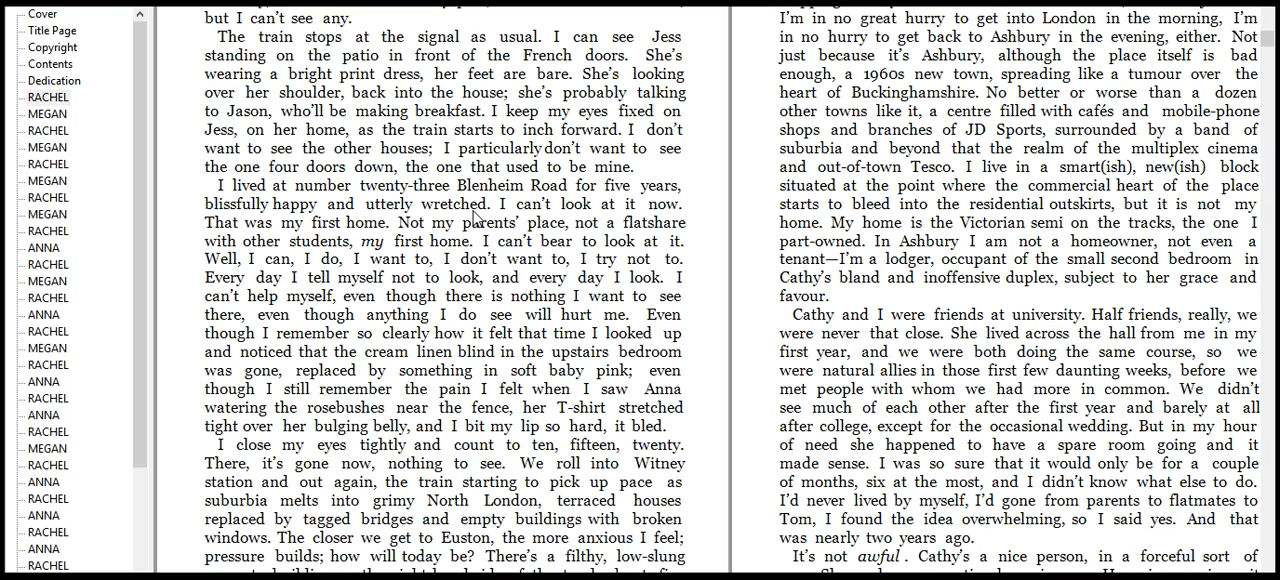 Cover
Title Page
Copyright
Contents
Dedication
RACHEL
MEGAN
RACHEL
MEGAN
RACHEL
MEGAN
RACHEL
MEGAN
RACHEL
ANNA
RACHEL
MEGAN
RACHEL
ANNA
RACHEL
MEGAN
RACHEL
ANNA
RACHEL
ANNA
RACHEL
MEGAN
RACHEL
ANNA
RACHEL
ANNA
RACHEL
ANNA
RACHEL
but I can't see any.
The train stops at the signal as usual. I can see Jess
standing on the patio in front of the French doors. She's
wearing a bright print dress, her feet are bare. She's looking
over her shoulder, back into the house; she's probably talking
to Jason, who'll be making breakfast. I keep my eyes fixed on
Jess, on her home, as the train starts to inch forward. I don't
want to see the other houses; I particularly don't want to see
the one four doors down, the one that used to be mine.
I lived at number twenty-three Blenheim Road for five years,
blissfully happy and utterly wretched. I can't look at it now.
That was my first home. Not my parents' place, not a flatshare
with other students, my first home. I can't bear to look at it.
Well, I can, I do, I want to, I don't want to, I try not to.
Every day I tell myself not to look, and every day I look. I
can't help myself, even though there is nothing I want to see
there, even though anything I do see will hurt me. Even
though I remember so clearly how it felt that time I looked up
and noticed that the cream linen blind in the upstairs bedroom
was gone, replaced by something in soft baby pink; even
though I still remember the pain I felt when I saw Anna
watering the rosebushes near the fence, her T-shirt stretched
tight over her bulging belly, and I bit my lip so hard, it bled.
I close my eyes tightly and count to ten, fifteen, twenty.
There, it's gone now, nothing to see. We roll into Witney
station and out again, the train starting to pick up pace as
suburbia melts into grimy North London, terraced houses
replaced by tagged bridges and empty buildings with broken
windows. The closer we get to Euston, the more anxious I feel;
pressure builds; how will today be? There's a filthy, low-slung
I'm in no great hurry to get into London in the morning, I'm
in no hurry to get back to Ashbury in the evening, either. Not
just because it's Ashbury, although the place itself is bad
enough, a 1960s new town, spreading like a tumour over the
heart of Buckinghamshire. No better or worse than a dozen
other towns like it, a centre filled with cafés and mobile-phone
shops and branches of JD Sports, surrounded by a band of
suburbia and beyond that the realm of the multiplex cinema
and out-of-town Tesco. I live in a smart(ish), new(ish) block
situated at the point where the commercial heart of the place
starts to bleed into the residential outskirts, but it is not my
home. My home is the Victorian semi on the tracks, the one I
part-owned. In Ashbury I am not a homeowner, not even a
tenant—I'm a lodger, occupant of the small second bedroom in
Cathy's bland and inoffensive duplex, subject to her grace and
favour.
Cathy and I were friends at university. Half friends, really, we
were never that close. She lived across the hall from me in my
first year, and we were both doing the same course, so we
were natural allies in those first few daunting weeks, before we
met people with whom we had more in common. We didn't
see much of each other after the first year and barely at all
after college, except for the occasional wedding. But in my hour
of need she happened to have a spare room going and it
made sense. I was so sure that it would only be for a couple
of months, six at the most, and I didn't know what else to do.
I'd never lived by myself, I'd gone from parents to flatmates to
Tom, I found the idea overwhelming, so I said yes. And that
was nearly two years ago.
It's not awful. Cathy's a nice person, in a forceful sort of